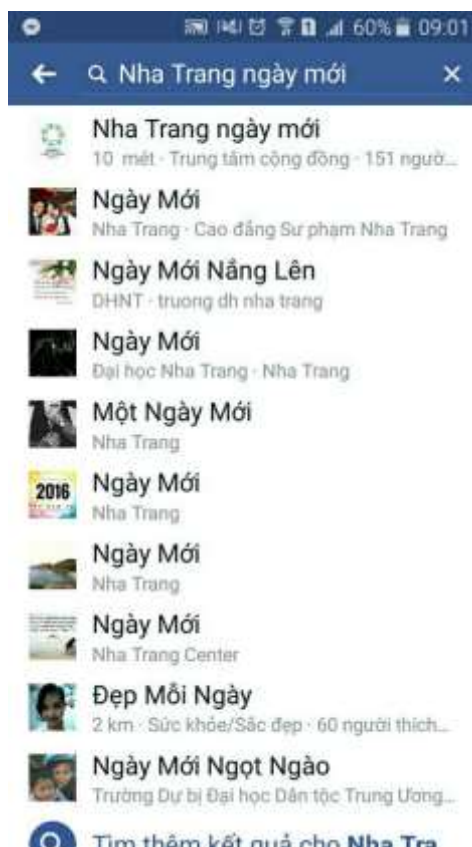 60% 09:01
Nha Trang ngày mới
Nha Trang ngày mới
10 mét · Trung tâm cộng đồng · 151 ngườ...
Ngày Mới
Nha Trang · Cao đẳng Sư phạm Nha Trang
Ngày Mới Nắng Lên
DHNT · truong dh nha trang
Ngày Mới
Đại học Nha Trang · Nha Trang
Một Ngày Mới
Nha Trang
2016
Ngày Mới
Nha Trang
Ngày Mới
Nha Trang
Ngày Mới
Nha Trang Center
Đẹp Mỗi Ngày
2 km · Sức khỏe/Sắc đẹp · 60 người thích...
Ngày Mới Ngọt Ngào
Trường Dự bị Đại học Dân tộc Trung Ương...
Tìm thêm kết quả cho Nha Tra